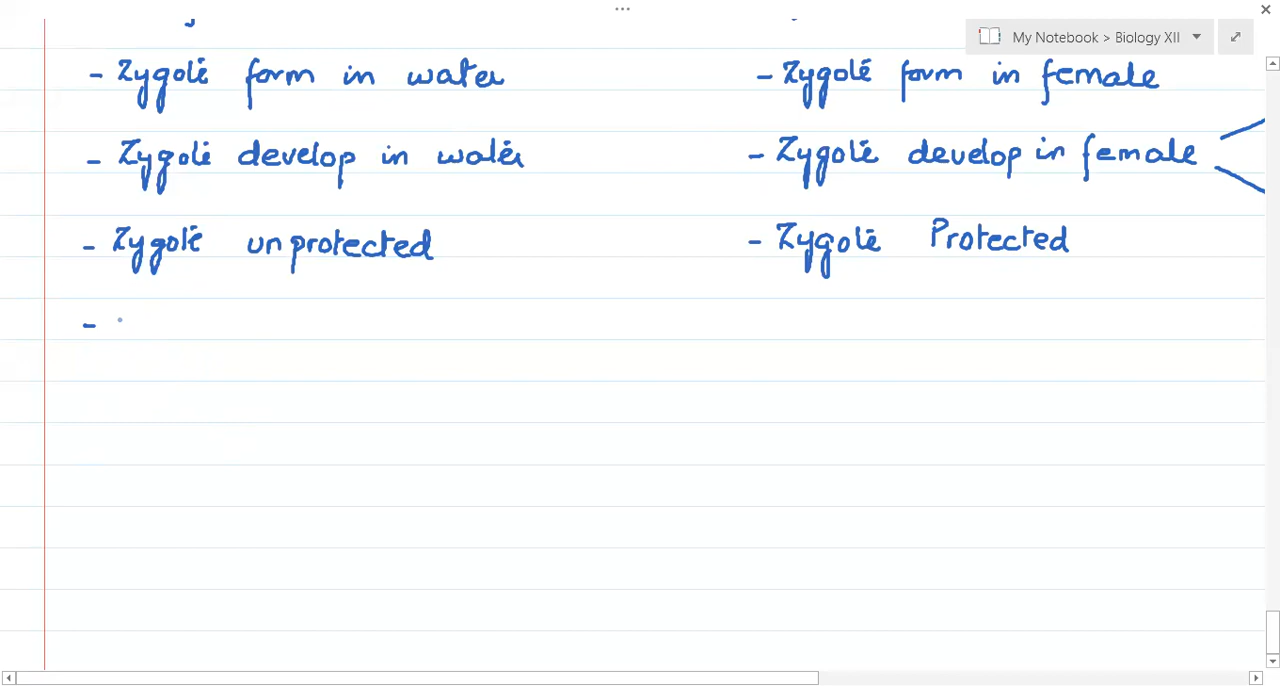 ...
My Notebook > Biology XII
- Zygote form in water
- Zygote form in female
- Zygote develop in water
- Zygote develop in female
- Zygote unprotected
- Zygote Protected
-